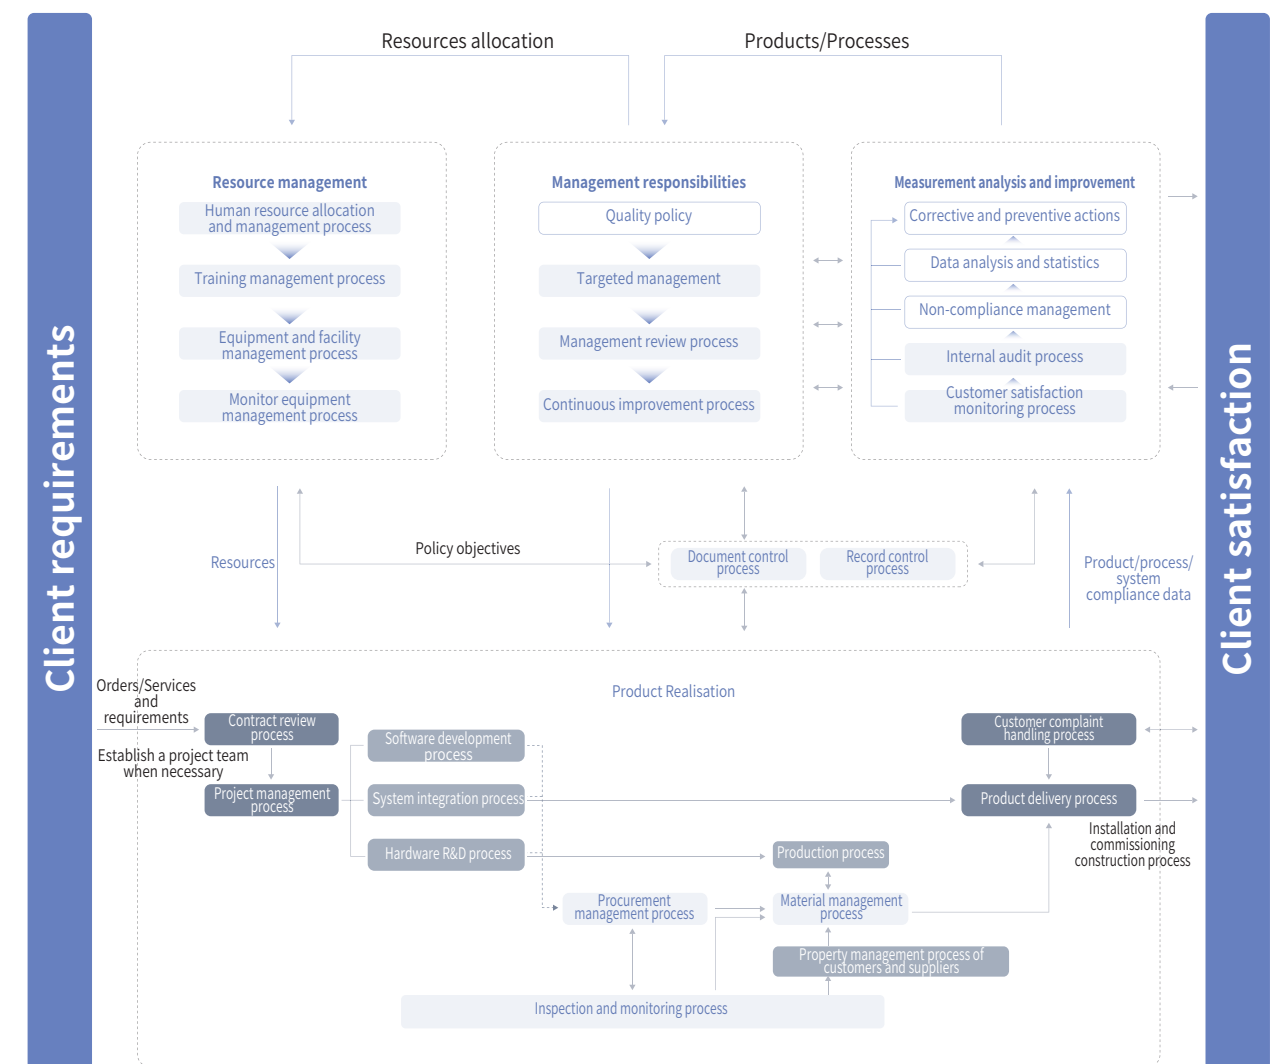 Client requirements
Resources allocation
Products/Processes
Resource management
Human resource allocation
and management process
Training management process
Equipment and facility
management process
Monitor equipment
management process
Management responsibilities
Quality policy
Targeted management
Management review process
Continuous improvement process
Measurement analysis and improvement
Corrective and preventive actions
Data analysis and statistics
Non-compliance management
Internal audit process
Customer satisfaction
monitoring process
Resources
Policy objectives
Document control
process
Record control
process
Product/process/
system
compliance data
Product Realisation
Orders/Services
and
requirements
Contract review
process
Establish a project team
when necessary
Project management
process
Software development
process
System integration process
Hardware R&D process
Customer complaint
handling process
Product delivery process
Installation and
commissioning
construction process
Production process
Procurement
management process
Material management
process
Property management process of
customers and suppliers
Inspection and monitoring process
Client satisfaction